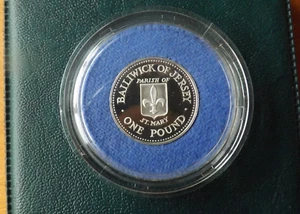 BAILIWICK OF JERSEY
PARISH OF
ST. MARY
ONE POUND